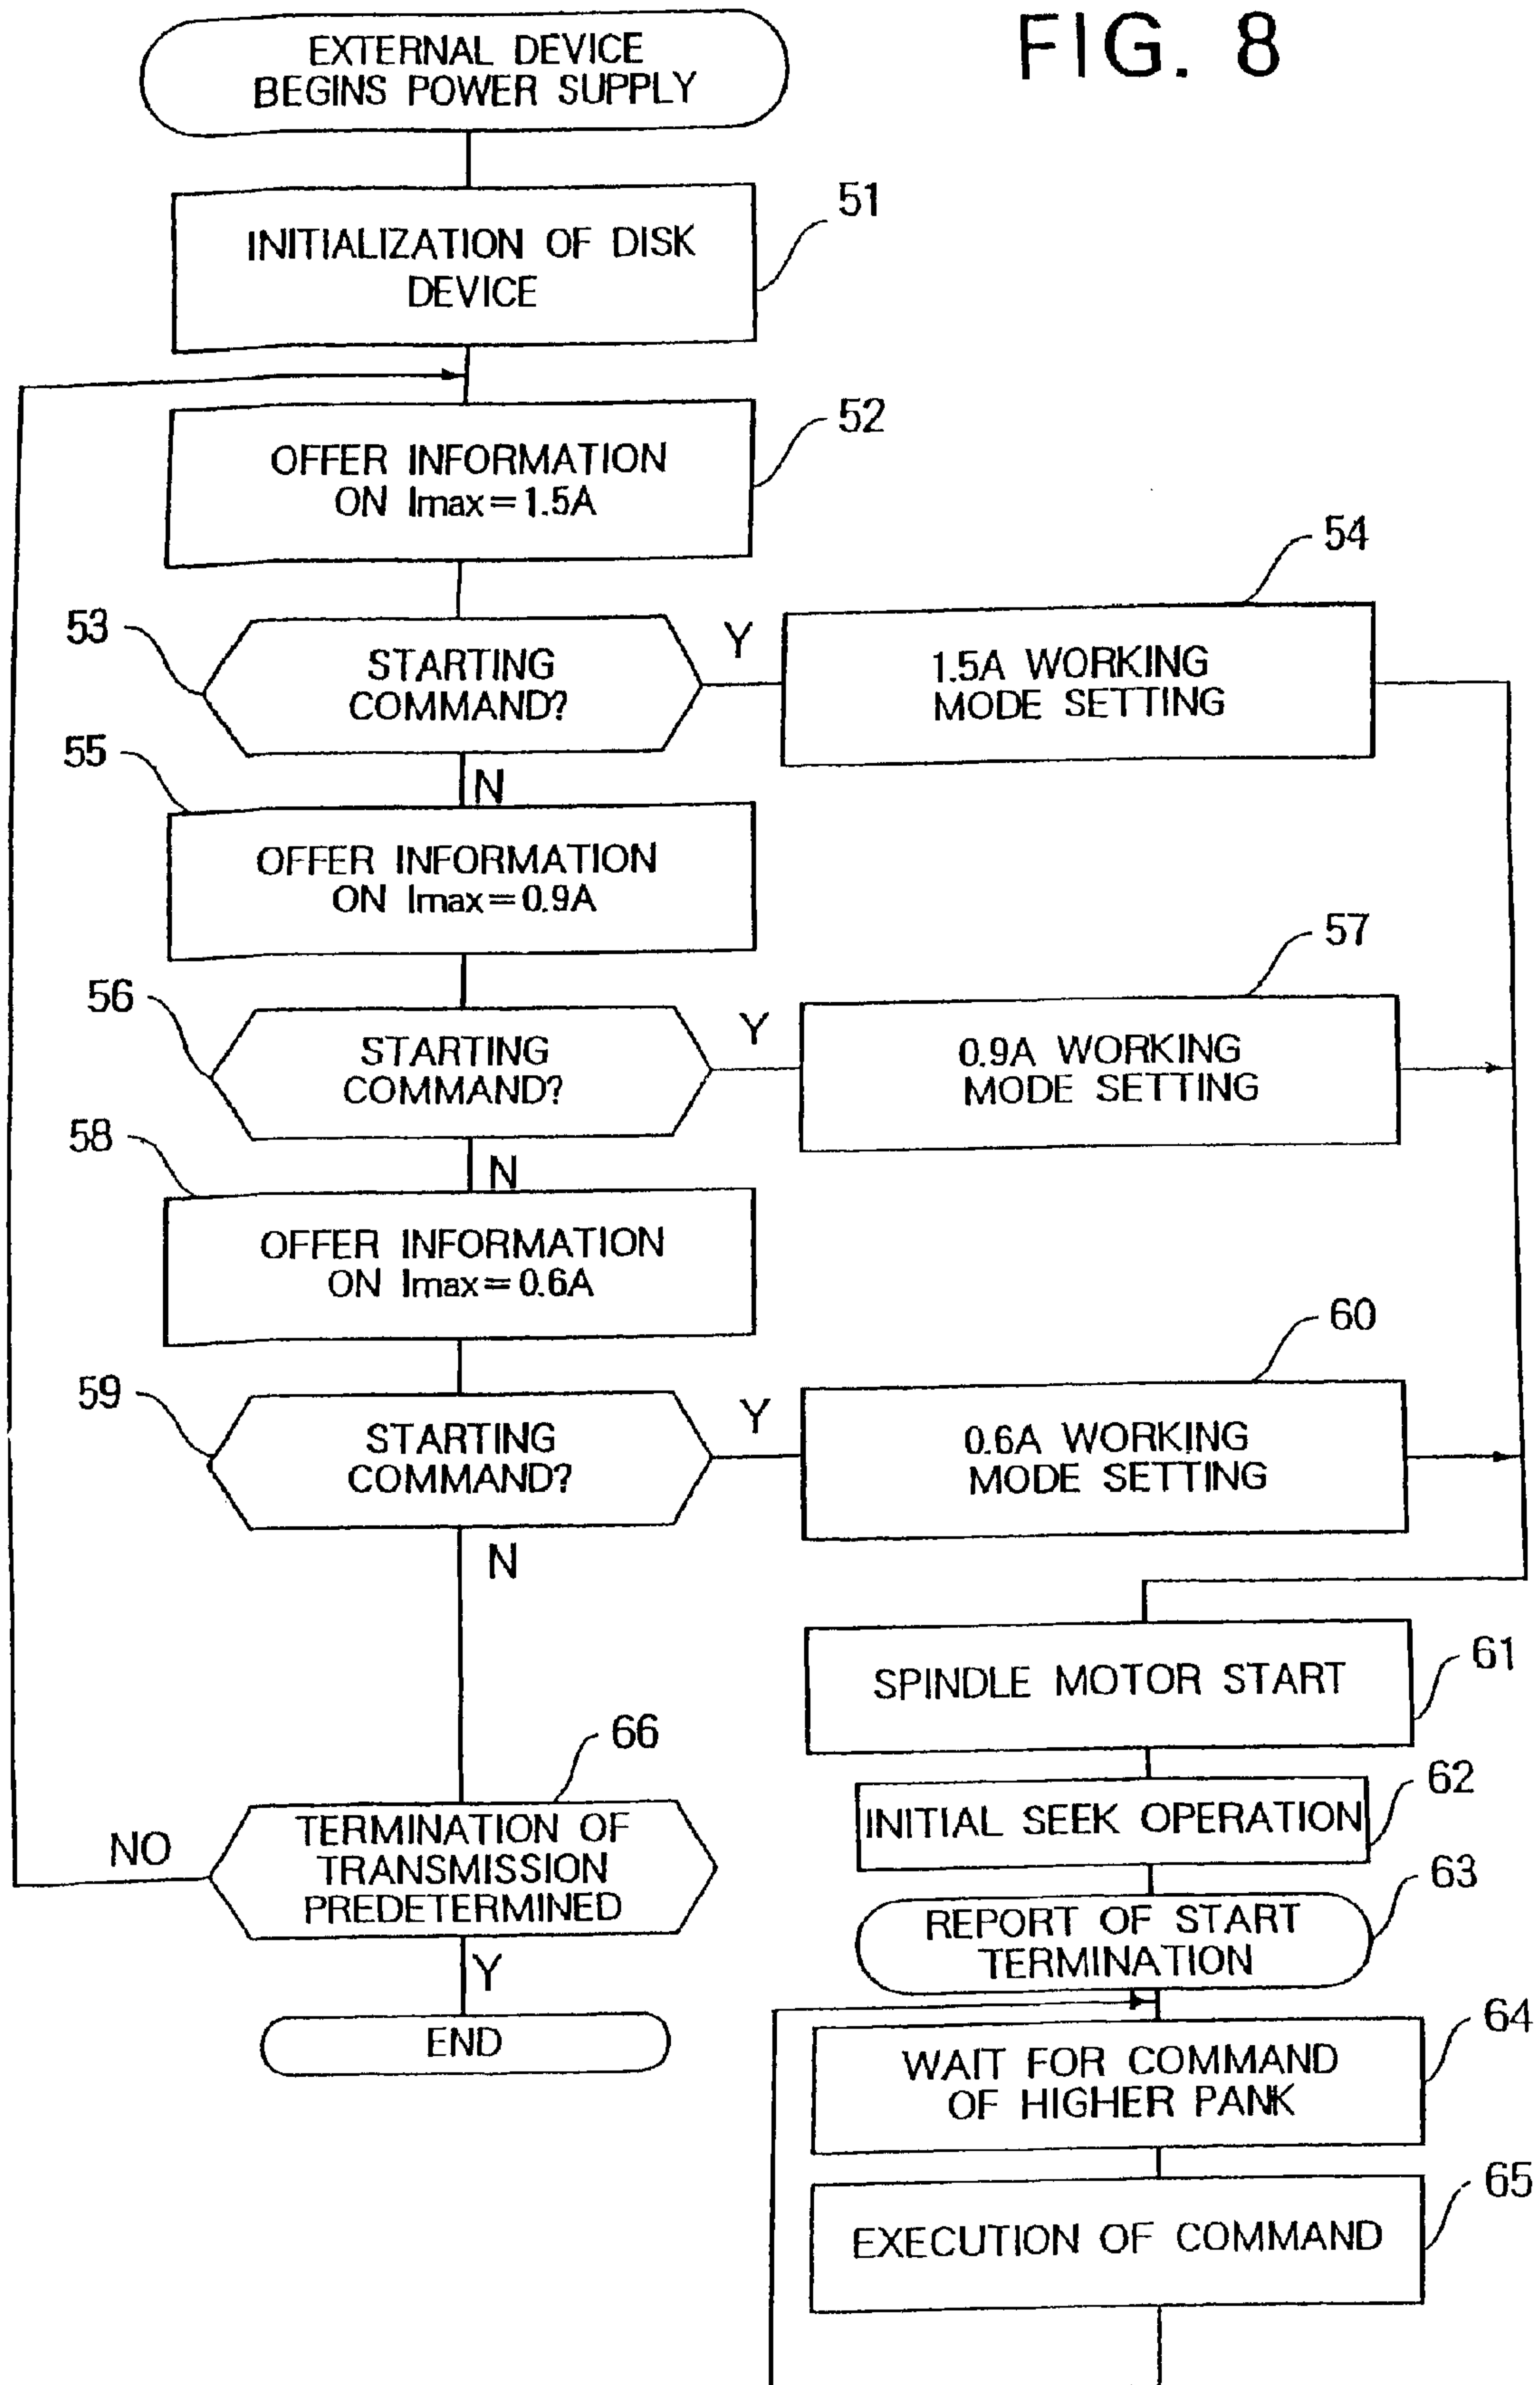 FIG. 8
EXTERNAL DEVICE
BEGINS POWER SUPPLY
51
INITIALIZATION OF DISK
DEVICE
52
OFFER INFORMATION
ON Imax=1.5A
53
STARTING
COMMAND?
Y
54
1.5A WORKING
MODE SETTING
N
55
OFFER INFORMATION
ON Imax=0.9A
56
STARTING
COMMAND?
Y
57
0.9A WORKING
MODE SETTING
N
58
OFFER INFORMATION
ON Imax=0.6A
59
STARTING
COMMAND?
Y
60
0.6A WORKING
MODE SETTING
N
61
SPINDLE MOTOR START
62
INITIAL SEEK OPERATION
63
REPORT OF START
TERMINATION
64
WAIT FOR COMMAND
OF HIGHER PANK
65
EXECUTION OF COMMAND
66
TERMINATION OF
TRANSMISSION
PREDETERMINED
NO
Y
END